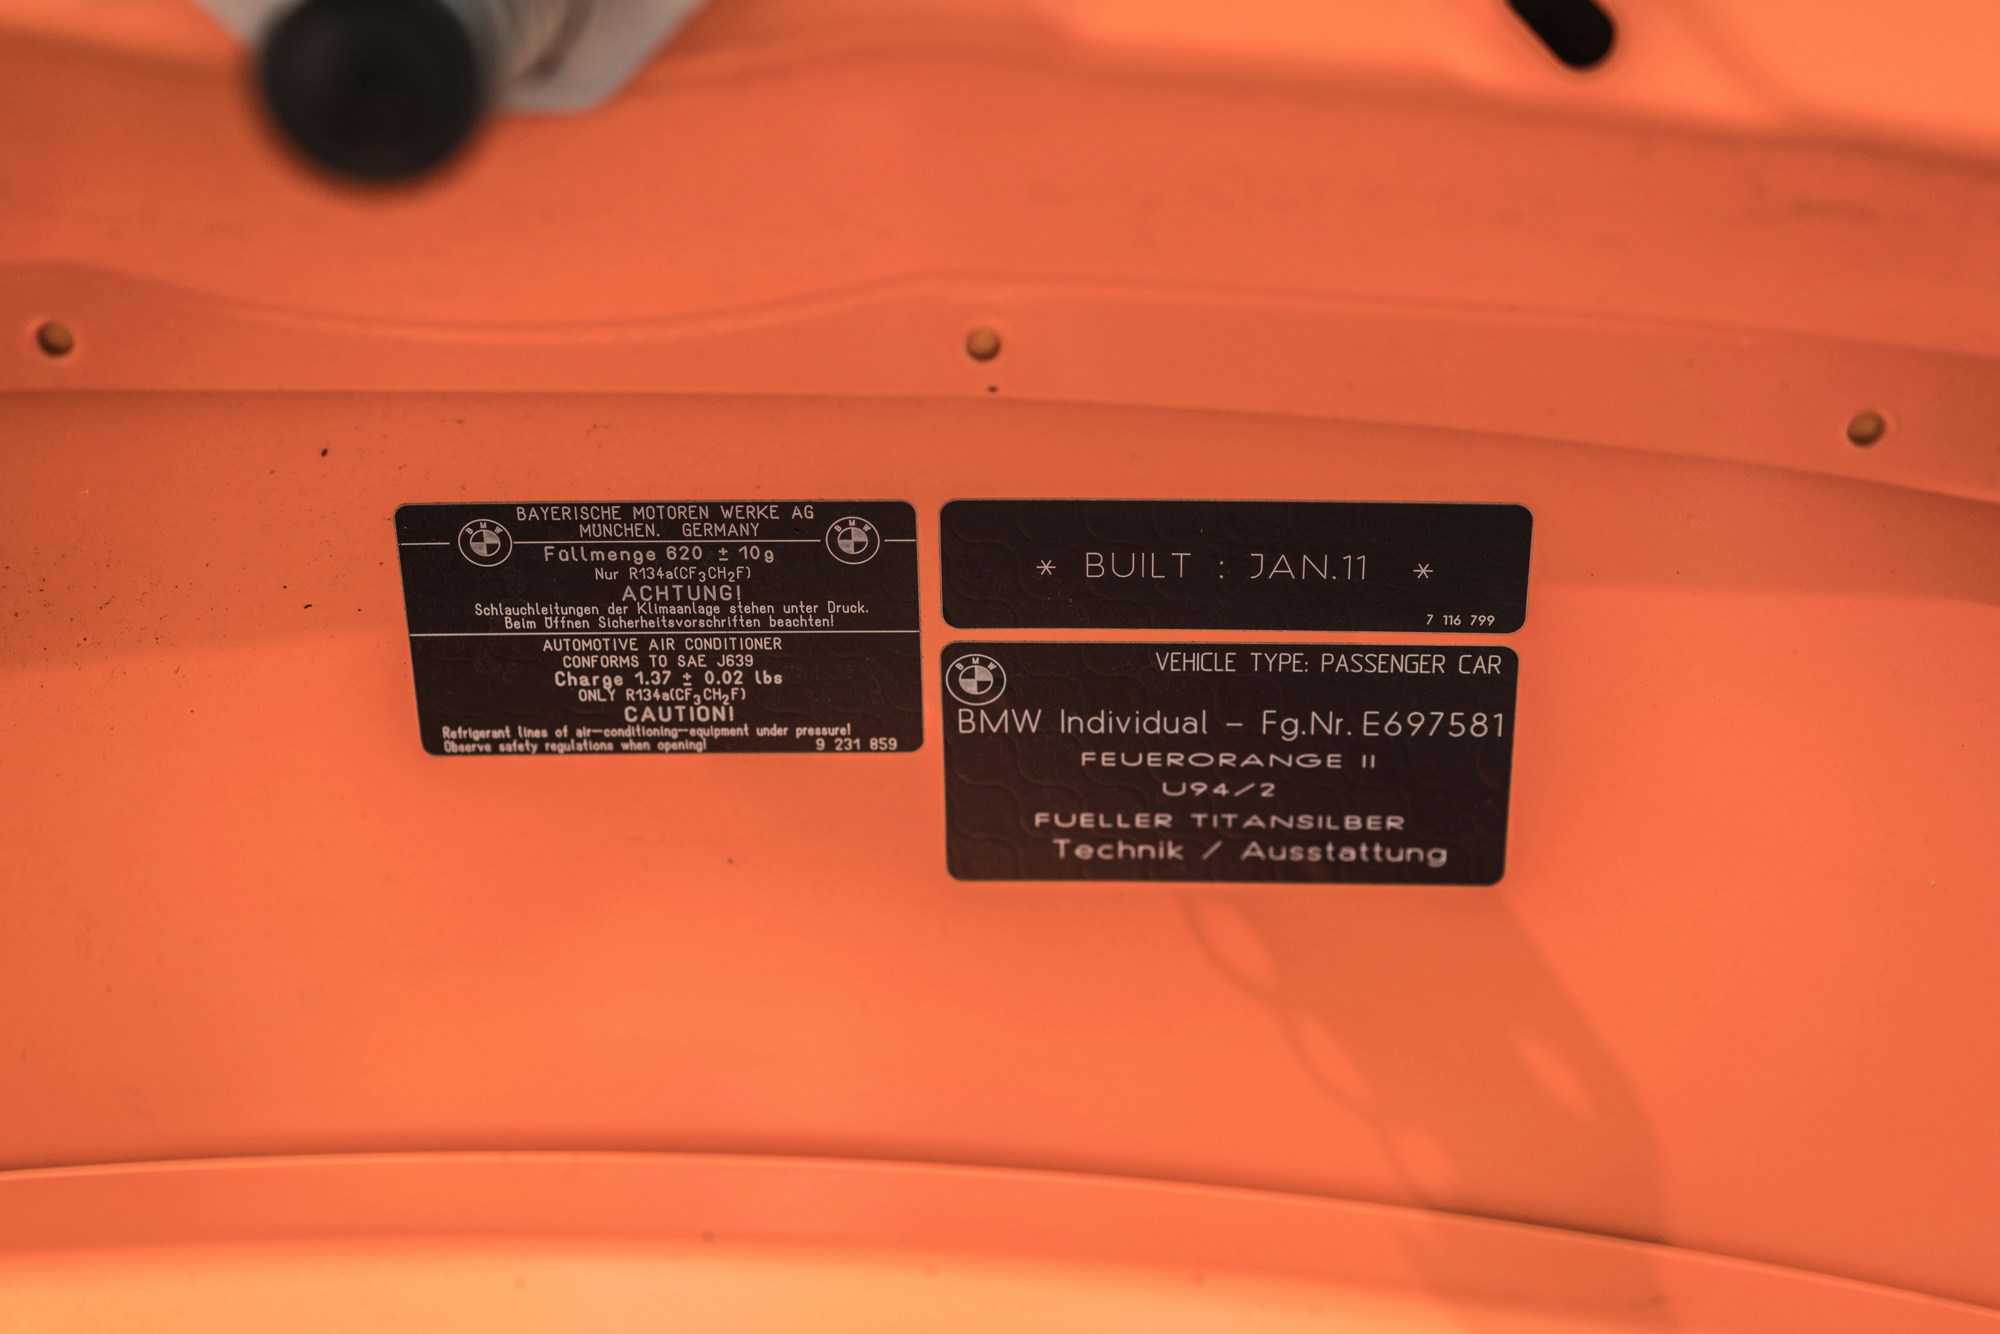 BAYERISCHE MOTOREN WERKE AG
MÜNCHEN. GERMANY
Füllmenge 620 ± 10g
Nur R134a(CF₃CH₂F)
ACHTUNG!
Schlauchleitungen der Klimaanlage stehen unter Druck.
Beim Öffnen Sicherheitsvorschriften beachten!
AUTOMOTIVE AIR CONDITIONER
CONFORMS TO SAE J639
Charge 1.37 ± 0.02 lbs
ONLY R134a(CF₃CH₂F)
CAUTION!
Refrigerant lines of air-conditioning-equipment under pressure!
Observe safety regulations when opening! 9 231 859
BMW
BMW
* BUILT : JAN.11 *
7 116 799
BMW
VEHICLE TYPE: PASSENGER CAR
BMW Individual – Fg.Nr. E697581
FEUERORANGE II
U94/2
FUELLER TITANSILBER
Technik / Ausstattung